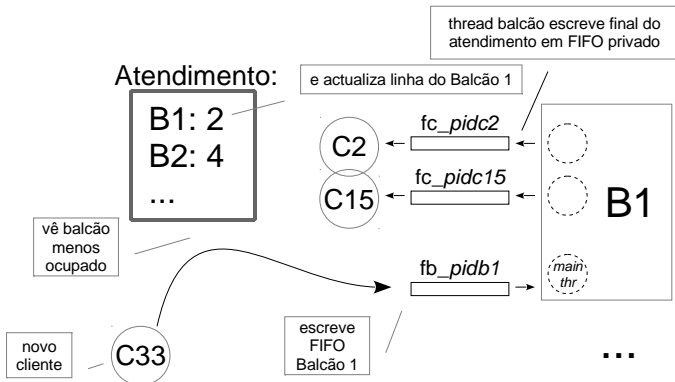 thread balcão escreve final do
atendimento em FIFO privado
Atendimento:
e actualiza linha do Balcão 1
B1: 2
B2: 4
...
fc_pidc2
C2
fc_pidc15
C15
B1
vê balcão
menos
ocupado
fb_pidb1
main
thr
escreve
FIFO
Balcão 1
novo
cliente
C33
...